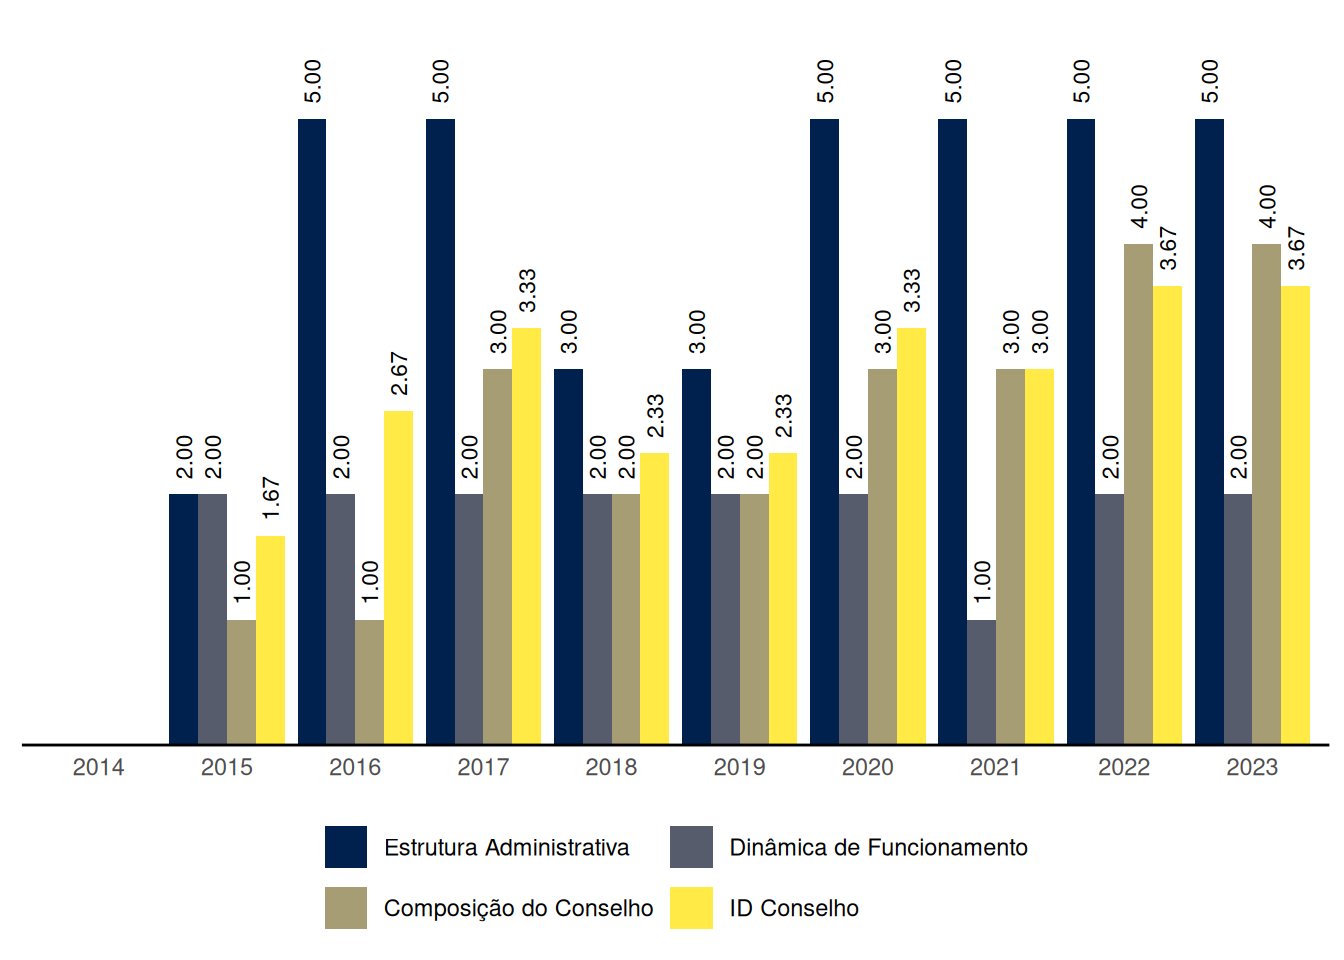 5.00 5.00 5.00 5.00 5.00 5.00
4.00 4.00
3.67 3.67
3.33 3.33
3.00 3.00 3.00 3.00 3.00 3.00
2.67
2.33 2.33
2.00 2.00 2.00 2.00 2.00 2.00 2.00 2.00 2.00 2.00 2.00
1.67
1.00 1.00 1.00
2014 2015 2016 2017 2018 2019 2020 2021 2022 2023
Estrutura Administrativa Dinâmica de Funcionamento
Composição do Conselho ID Conselho